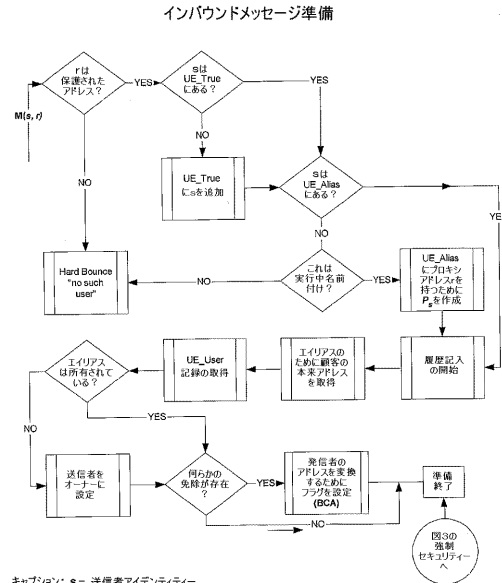 インバウンドメッセージ準備
rは
保護された
アドレス？
YES
sは
UE_True
にある？
YES
M(s, r)
NO
NO
UE_True
にsを追加
sは
UE_Alias
にある？
YES
NO
Hard Bounce
"no such
user"
NO
これは
実行中名前
付け？
YES
UE_Alias
にプロキシ
アドレスrを
持つために
Psを作成
エイリアス
は所有されて
いる？
UE_User
記録の取得
エイリアスの
ために顧客の
本来アドレス
を取得
履歴記入
の開始
YES
NO
送信者を
オーナーに
設定
何らかの
免除が存在
？
YES
発信者の
アドレスを変換
するために
フラグを設定
(BCA)
準備
終了
NO
図3の
強制
セキュリティー
へ
キャプション: s = 送信者アイデンティティー